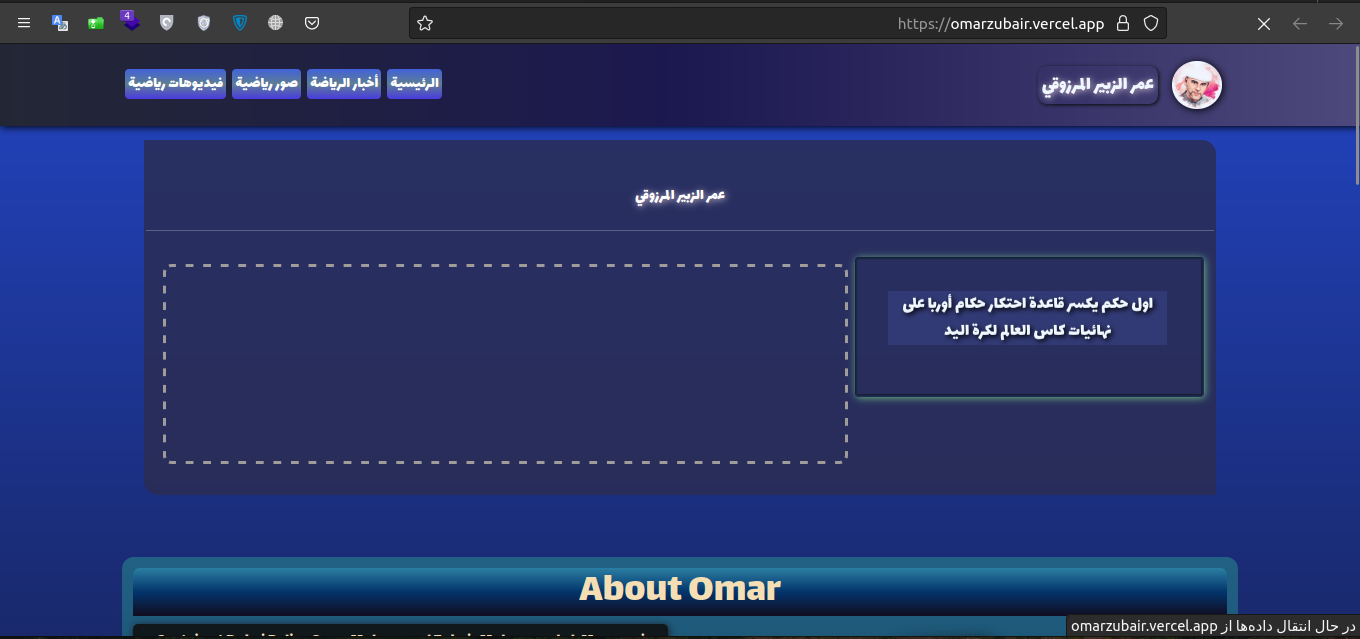 4
https://omarzubair.vercel.app
عمر الزبير المرزوقي
الرئيسية
أخبار الرياضة
صور رياضية
فيديوهات رياضية
عمر الزبير المرزوقي
اول حكم يكسر قاعدة احتكار حكام أوربا على
نهائيات كاس العالم لكرة اليد
About Omar
در حال انتقال داده‌ها از omarzubair.vercel.app